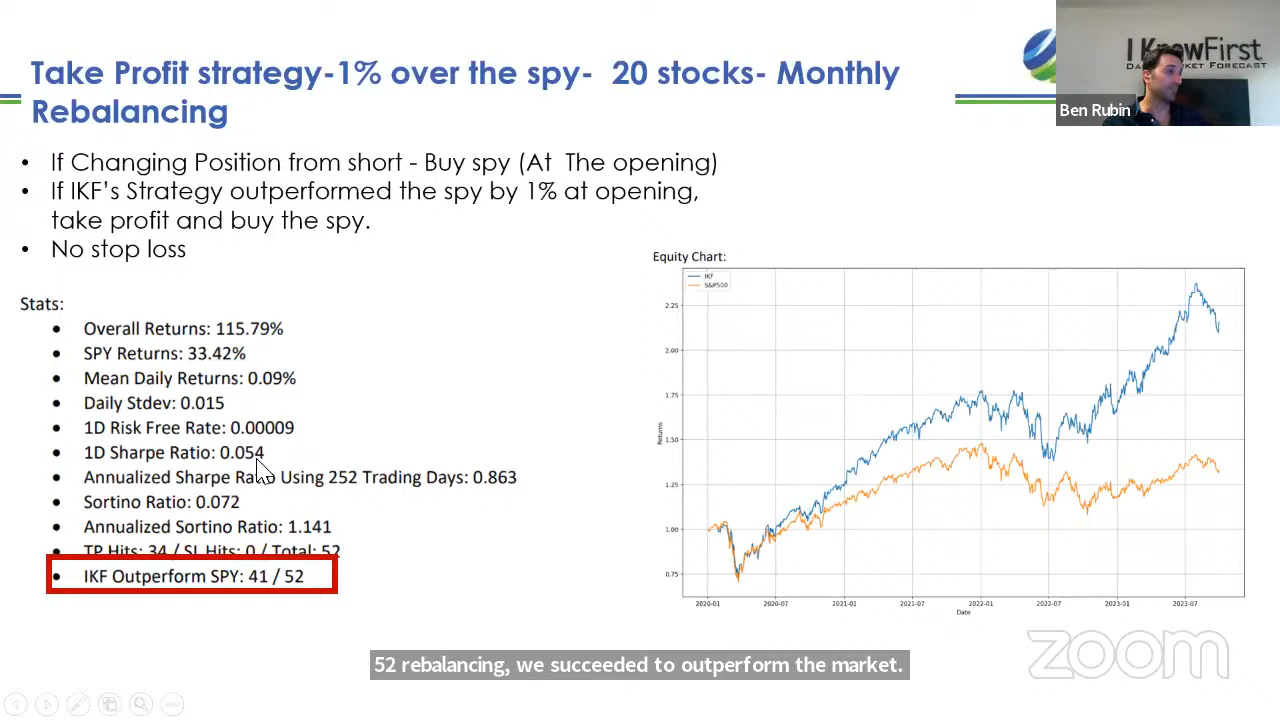 Take Profit strategy-1% over the spy- 20 stocks- Monthly
Rebalancing
I KnowFirst
DAILY MARKET FORECAST
Ben Rubin
• If Changing Position from short - Buy spy (At The opening)
• If IKF's Strategy outperformed the spy by 1% at opening,
take profit and buy the spy.
• No stop loss
Stats:
• Overall Returns: 115.79%
• SPY Returns: 33.42%
• Mean Daily Returns: 0.09%
• Daily Stdev: 0.015
• 1D Risk Free Rate: 0.00009
• 1D Sharpe Ratio: 0.054
• Annualized Sharpe Ratio Using 252 Trading Days: 0.863
• Sortino Ratio: 0.072
• Annualized Sortino Ratio: 1.141
• TP Hits: 34 / SL Hits: 0 / Total: 52
• IKF Outperform SPY: 41 / 52
Equity Chart:
IKF
S&P500
2.25
2.00
1.75
1.50
1.25
1.00
0.75
Returns
2020-01 2020-07 2021-01 2021-07 2022-01 2022-07 2023-01 2023-07
Date
52 rebalancing, we succeeded to outperform the market.
zoom